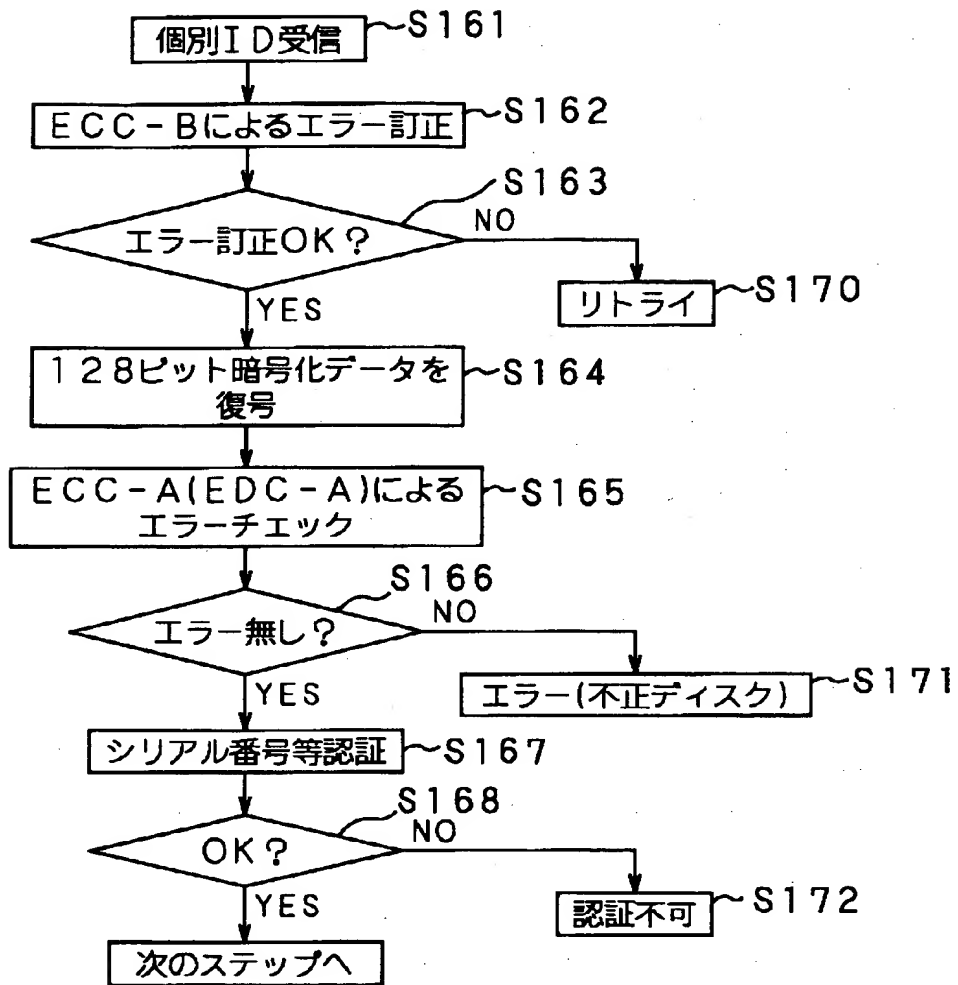 個別ID受信
S161
ECC-Bによるエラー訂正
S162
S163
エラー訂正OK?
NO
YES
リトライ
S170
128ビット暗号化データを
復号
S164
ECC-A(EDC-A)による
エラーチェック
S165
S166
エラー無し?
NO
YES
エラー(不正ディスク)
S171
シリアル番号等認証
S167
S168
OK?
NO
YES
認証不可
S172
次のステップへ